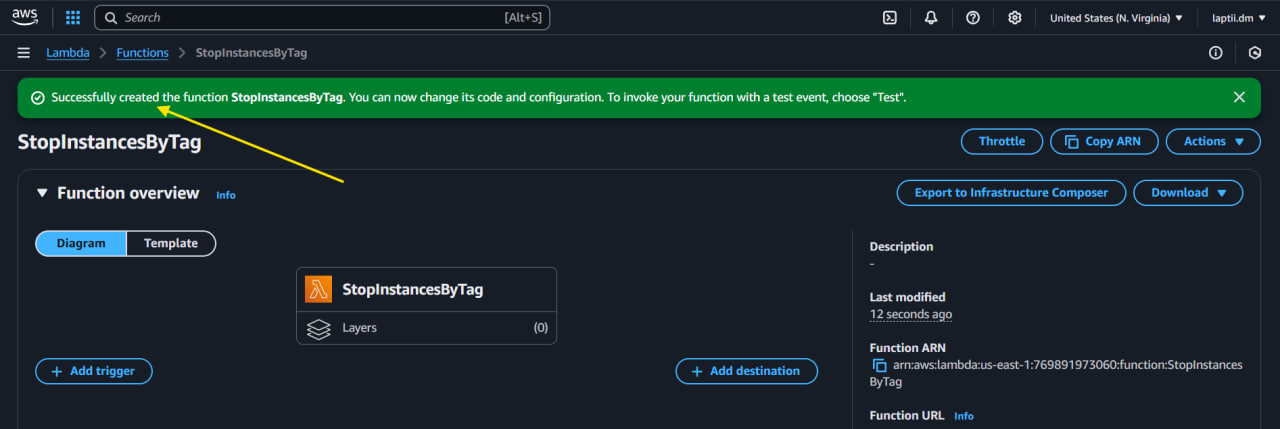 aws
Search [Alt+S]
United States (N. Virginia)
laptii.dm
Lambda
Functions
StopInstancesByTag
Successfully created the function StopInstancesByTag. You can now change its code and configuration. To invoke your function with a test event, choose "Test".
StopInstancesByTag
Throttle
Copy ARN
Actions
Function overview Info
Export to Infrastructure Composer
Download
Diagram
Template
StopInstancesByTag
Layers (0)
+ Add trigger
+ Add destination
Description
-
Last modified
12 seconds ago
Function ARN
arn:aws:lambda:us-east-1:769891973060:function:StopInstances
ByTag
Function URL Info